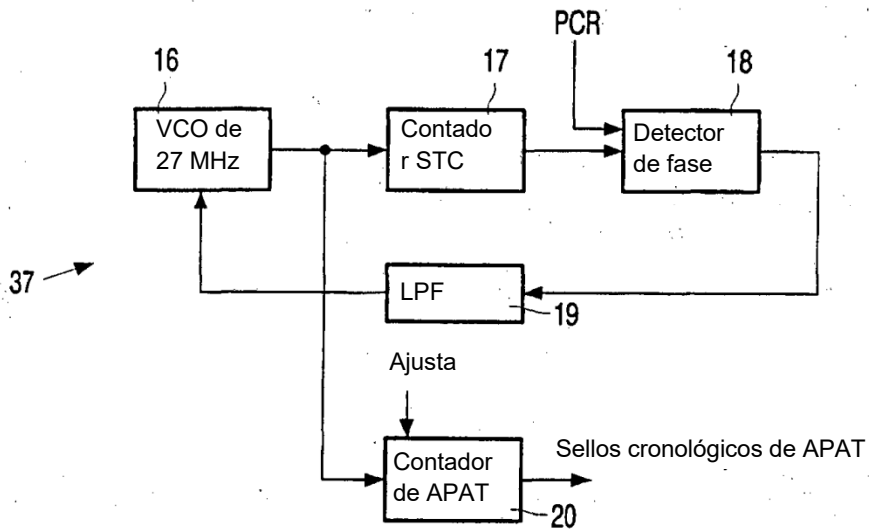 PCR
16
17
18
VCO de
27 MHz
Contado
r STC
Detector
de fase
37
LPF
19
Ajusta
Contador
de APAT
20
Sellos cronológicos de APAT